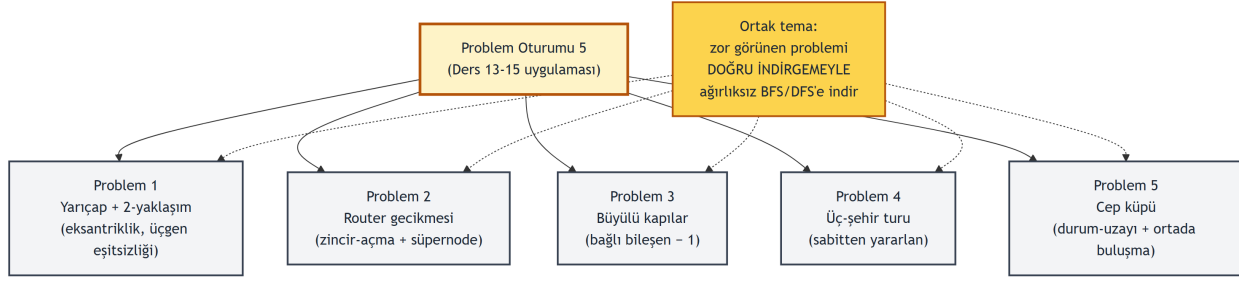 Problem Oturumu 5
(Ders 13-15 uygulaması)
Ortak tema:
zor görünen problemi
DOĞRU İNDİRGEMEYLE
ağırlıksız BFS/DFS'e indir
Problem 1
Yarıçap + 2-yaklaşım
(eksantriklik, üçgen
eşitsizliği)
Problem 2
Router gecikmesi
(zincir-açma + süpernode)
Problem 3
Büyülü kapılar
(bağlı bileşen − 1)
Problem 4
Üç-şehir turu
(sabitten yararlan)
Problem 5
Cep küpü
(durum-uzayı + ortada
buluşma)